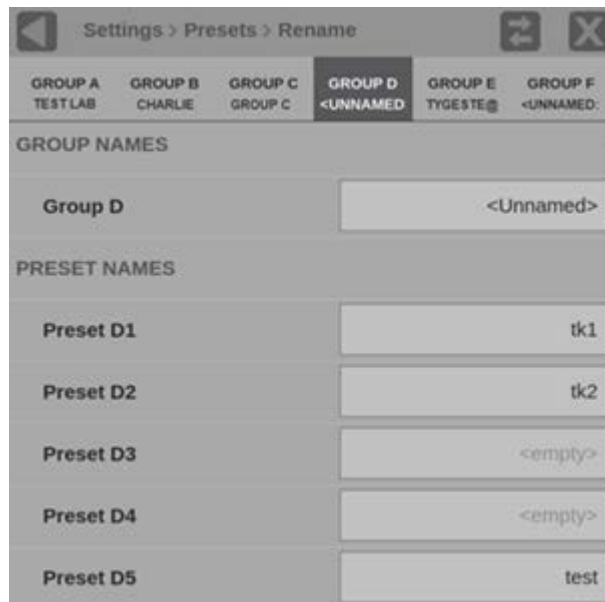 Settings > Presets > Rename
GROUP A GROUP B GROUP C GROUP D GROUP E GROUP F
TEST LAB CHARLIE GROUP C <UNNAMED TYGESTE@ <UNNAMED:
GROUP NAMES
Group D <Unnamed>
PRESET NAMES
Preset D1 tk1
Preset D2 tk2
Preset D3 <empty>
Preset D4 <empty>
Preset D5 test